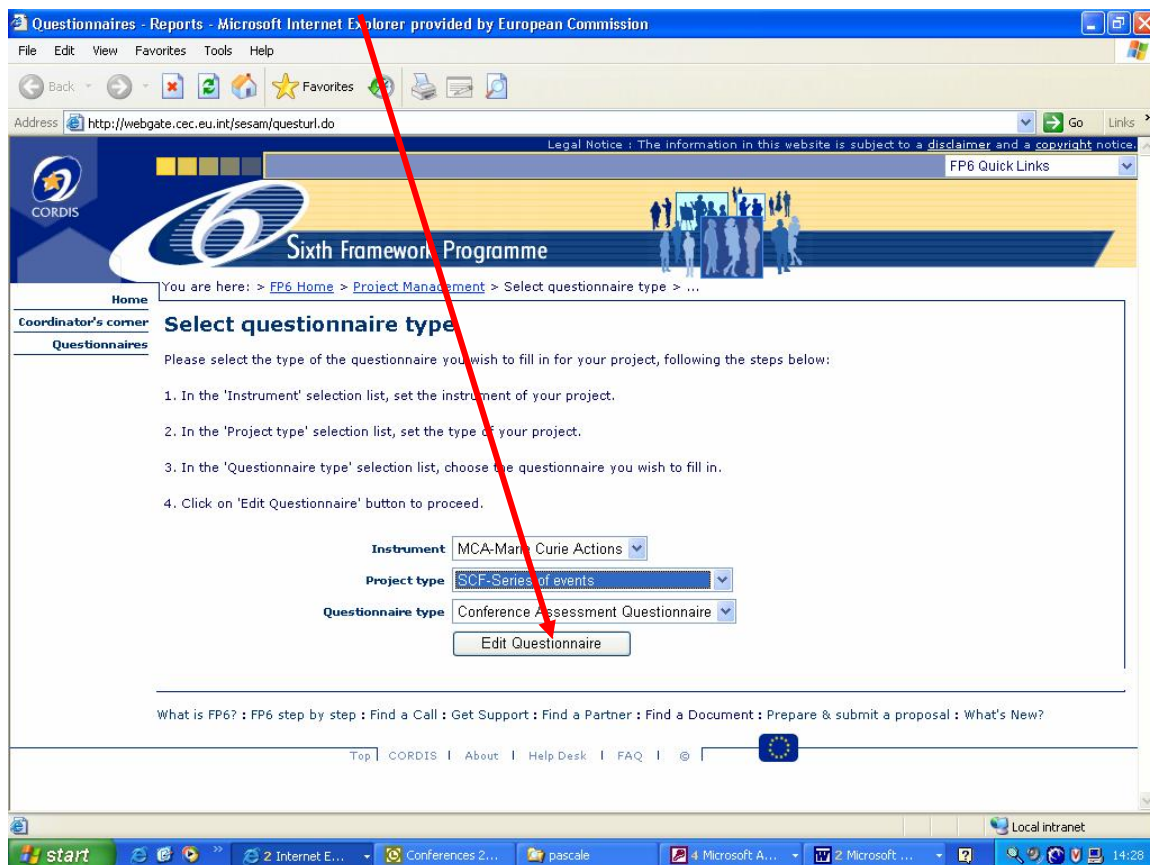 Questionnaires - Reports - Microsoft Internet Explorer provided by European Commission
File Edit View Favorites Tools Help
Back Favorites
Address http://webgate.cec.eu.int/sesam/questurl.do Go Links
Legal Notice : The information in this website is subject to a disclaimer and a copyright notice.
FP6 Quick Links
CORDIS
6
Sixth Framework Programme
You are here: > FP6 Home > Project Management > Select questionnaire type > ...
Home
Coordinator's corner
Questionnaires
Select questionnaire type
Please select the type of the questionnaire you wish to fill in for your project, following the steps below:
1. In the 'Instrument' selection list, set the instrument of your project.
2. In the 'Project type' selection list, set the type of your project.
3. In the 'Questionnaire type' selection list, choose the questionnaire you wish to fill in.
4. Click on 'Edit Questionnaire' button to proceed.
Instrument MCA-Marie Curie Actions
Project type SCF-Series of events
Questionnaire type Conference Assessment Questionnaire
Edit Questionnaire
What is FP6? : FP6 step by step : Find a Call : Get Support : Find a Partner : Find a Document : Prepare & submit a proposal : What's New?
Top CORDIS | About | Help Desk | FAQ | ©
Local intranet
start 2 Internet E... Conferences 2... pascale 4 Microsoft A... 2 Microsoft ... 14:28